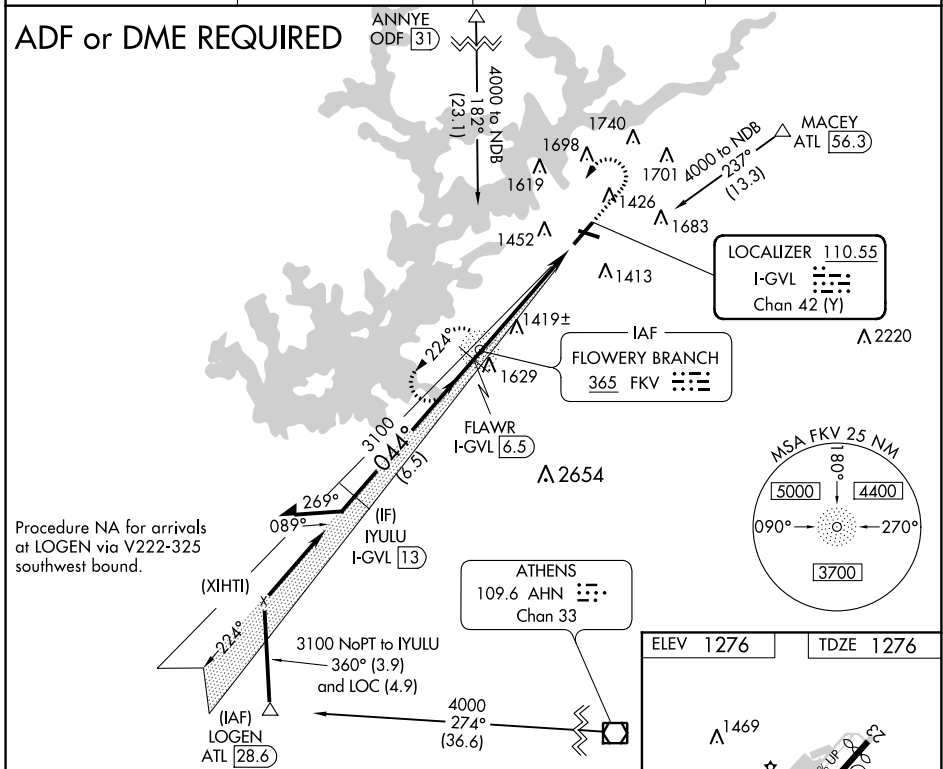 ADF or DME REQUIRED
ANNYE
ODF 31
4000 to NDB
182°
(23.1)
1740
1698
1619
1701
1426
1452
1683
1413
4000 to NDB
237°
(13.3)
MACEY
ATL 56.3
LOCALIZER 110.55
I-GVL
Chan 42 (Y)
2220
1419±
1629
IAF
FLOWERY BRANCH
365 FKV
224°
FLAWR
I-GVL 6.5
2654
3100
044°
(6.5)
269°
089°
(IF)
IYULU
I-GVL 13
Procedure NA for arrivals
at LOGEN via V222-325
southwest bound.
(XIHTI)
224°
3100 NoPT to IYULU
360° (3.9)
and LOC (4.9)
(IAF)
LOGEN
ATL 28.6
4000
274°
(36.6)
ATHENS
109.6 AHN
Chan 33
MSA FKV 25 NM
180°
5000
4400
090°
270°
3700
ELEV 1276
TDZE 1276
1469
% UP
23